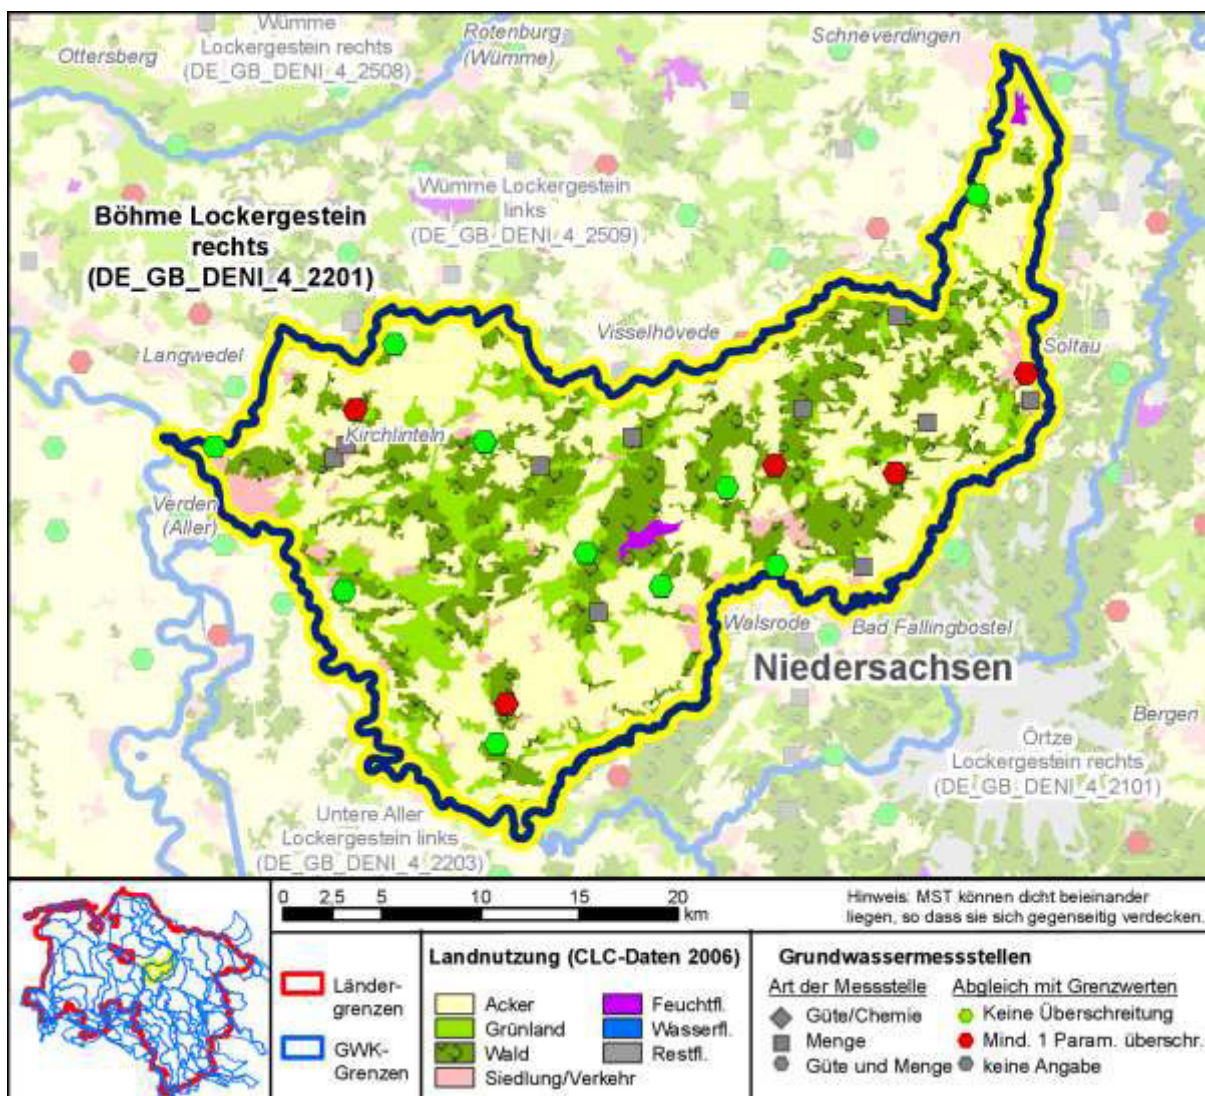 Wümme
Lockergestein rechts
(DE_GB_DENI_4_2508)
Ottersberg
Rotenburg
(Wümme)
Schneverdingen
Wümme Lockergestein
links
(DE_GB_DENI_4_2509)
Böhme Lockergestein
rechts
(DE_GB_DENI_4_2201)
Langwedel
Visselhövede
Soltau
Kirchlinteln
Verden
(Aller)
Walsrode
Bad Fallingbostel
Niedersachsen
Bergen
Örtze
Lockergestein rechts
(DE_GB_DENI_4_2101)
Untere Aller
Lockergestein links
(DE_GB_DENI_4_2203)
0 2.5 5 10 15 20
km
Hinweis: MST können dicht beieinander
liegen, so dass sie sich gegenseitig verdecken.
Länder-
grenzen
GWK-
Grenzen
Landnutzung (CLC-Daten 2006)
Acker
Grünland
Wald
Siedlung/Verkehr
Feuchtfl.
Wasserfl.
Restfl.
Grundwassermessstellen
Art der Messstelle
Güte/Chemie
Menge
Güte und Menge
Abgleich mit Grenzwerten
Keine Überschreitung
Mind. 1 Param. überschr.
keine Angabe